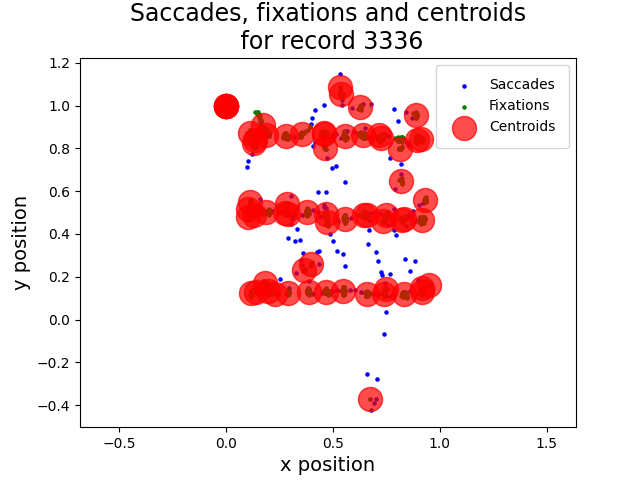 Saccades, fixations and centroids
for record 3336
Saccades
Fixations
Centroids
1.2
1.0
0.8
0.6
0.4
0.2
0.0
−0.2
−0.4
y position
−0.5
0.0
0.5
1.0
1.5
x position